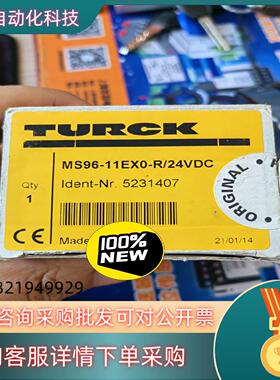 自动化科技
TURCK
MS96-11EX0-R/24VDC
Qty
1
Ident-Nr. 5231407
ORIGINAL
CE
Made
21/01/14
100%
NEW
321949929
咨询采购批发可对公开票
客服详情下单采购